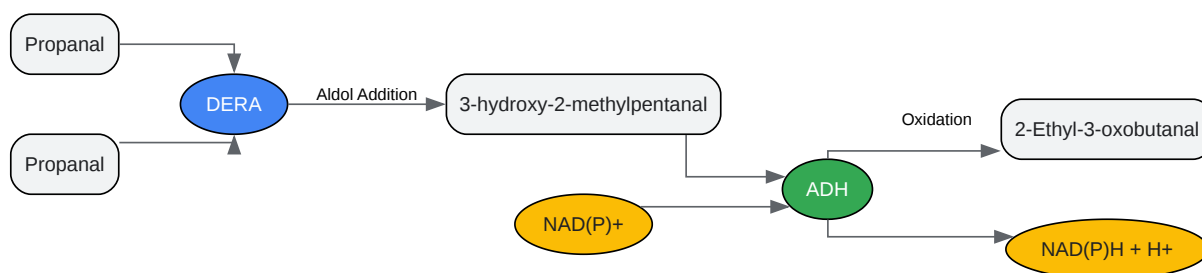 Propanal
DERA
Propanal
Aldol Addition
3-hydroxy-2-methylpentanal
NAD(P)+
ADH
Oxidation
2-Ethyl-3-oxobutanal
NAD(P)H + H+